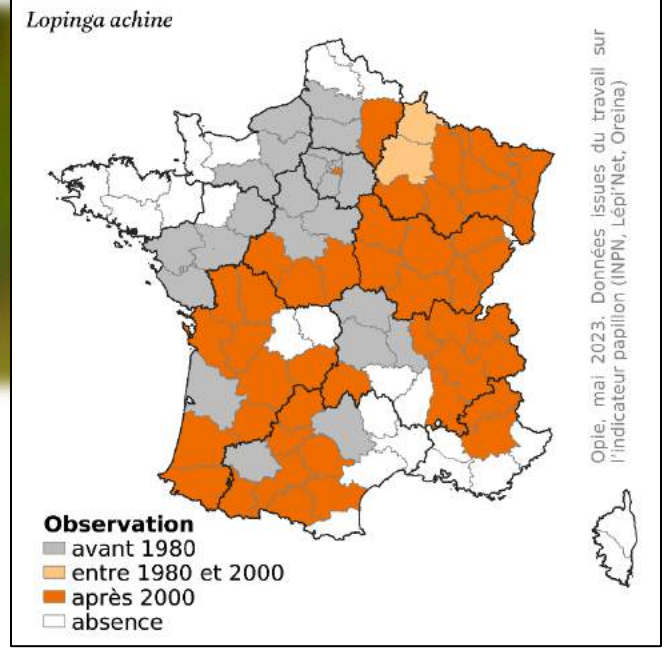 Lopinga achine
Opie, mai 2023. Données issues du travail sur
l'indicateur papillon (INPN, Lépi'Net, Oreina)
Observation
avant 1980
entre 1980 et 2000
après 2000
absence